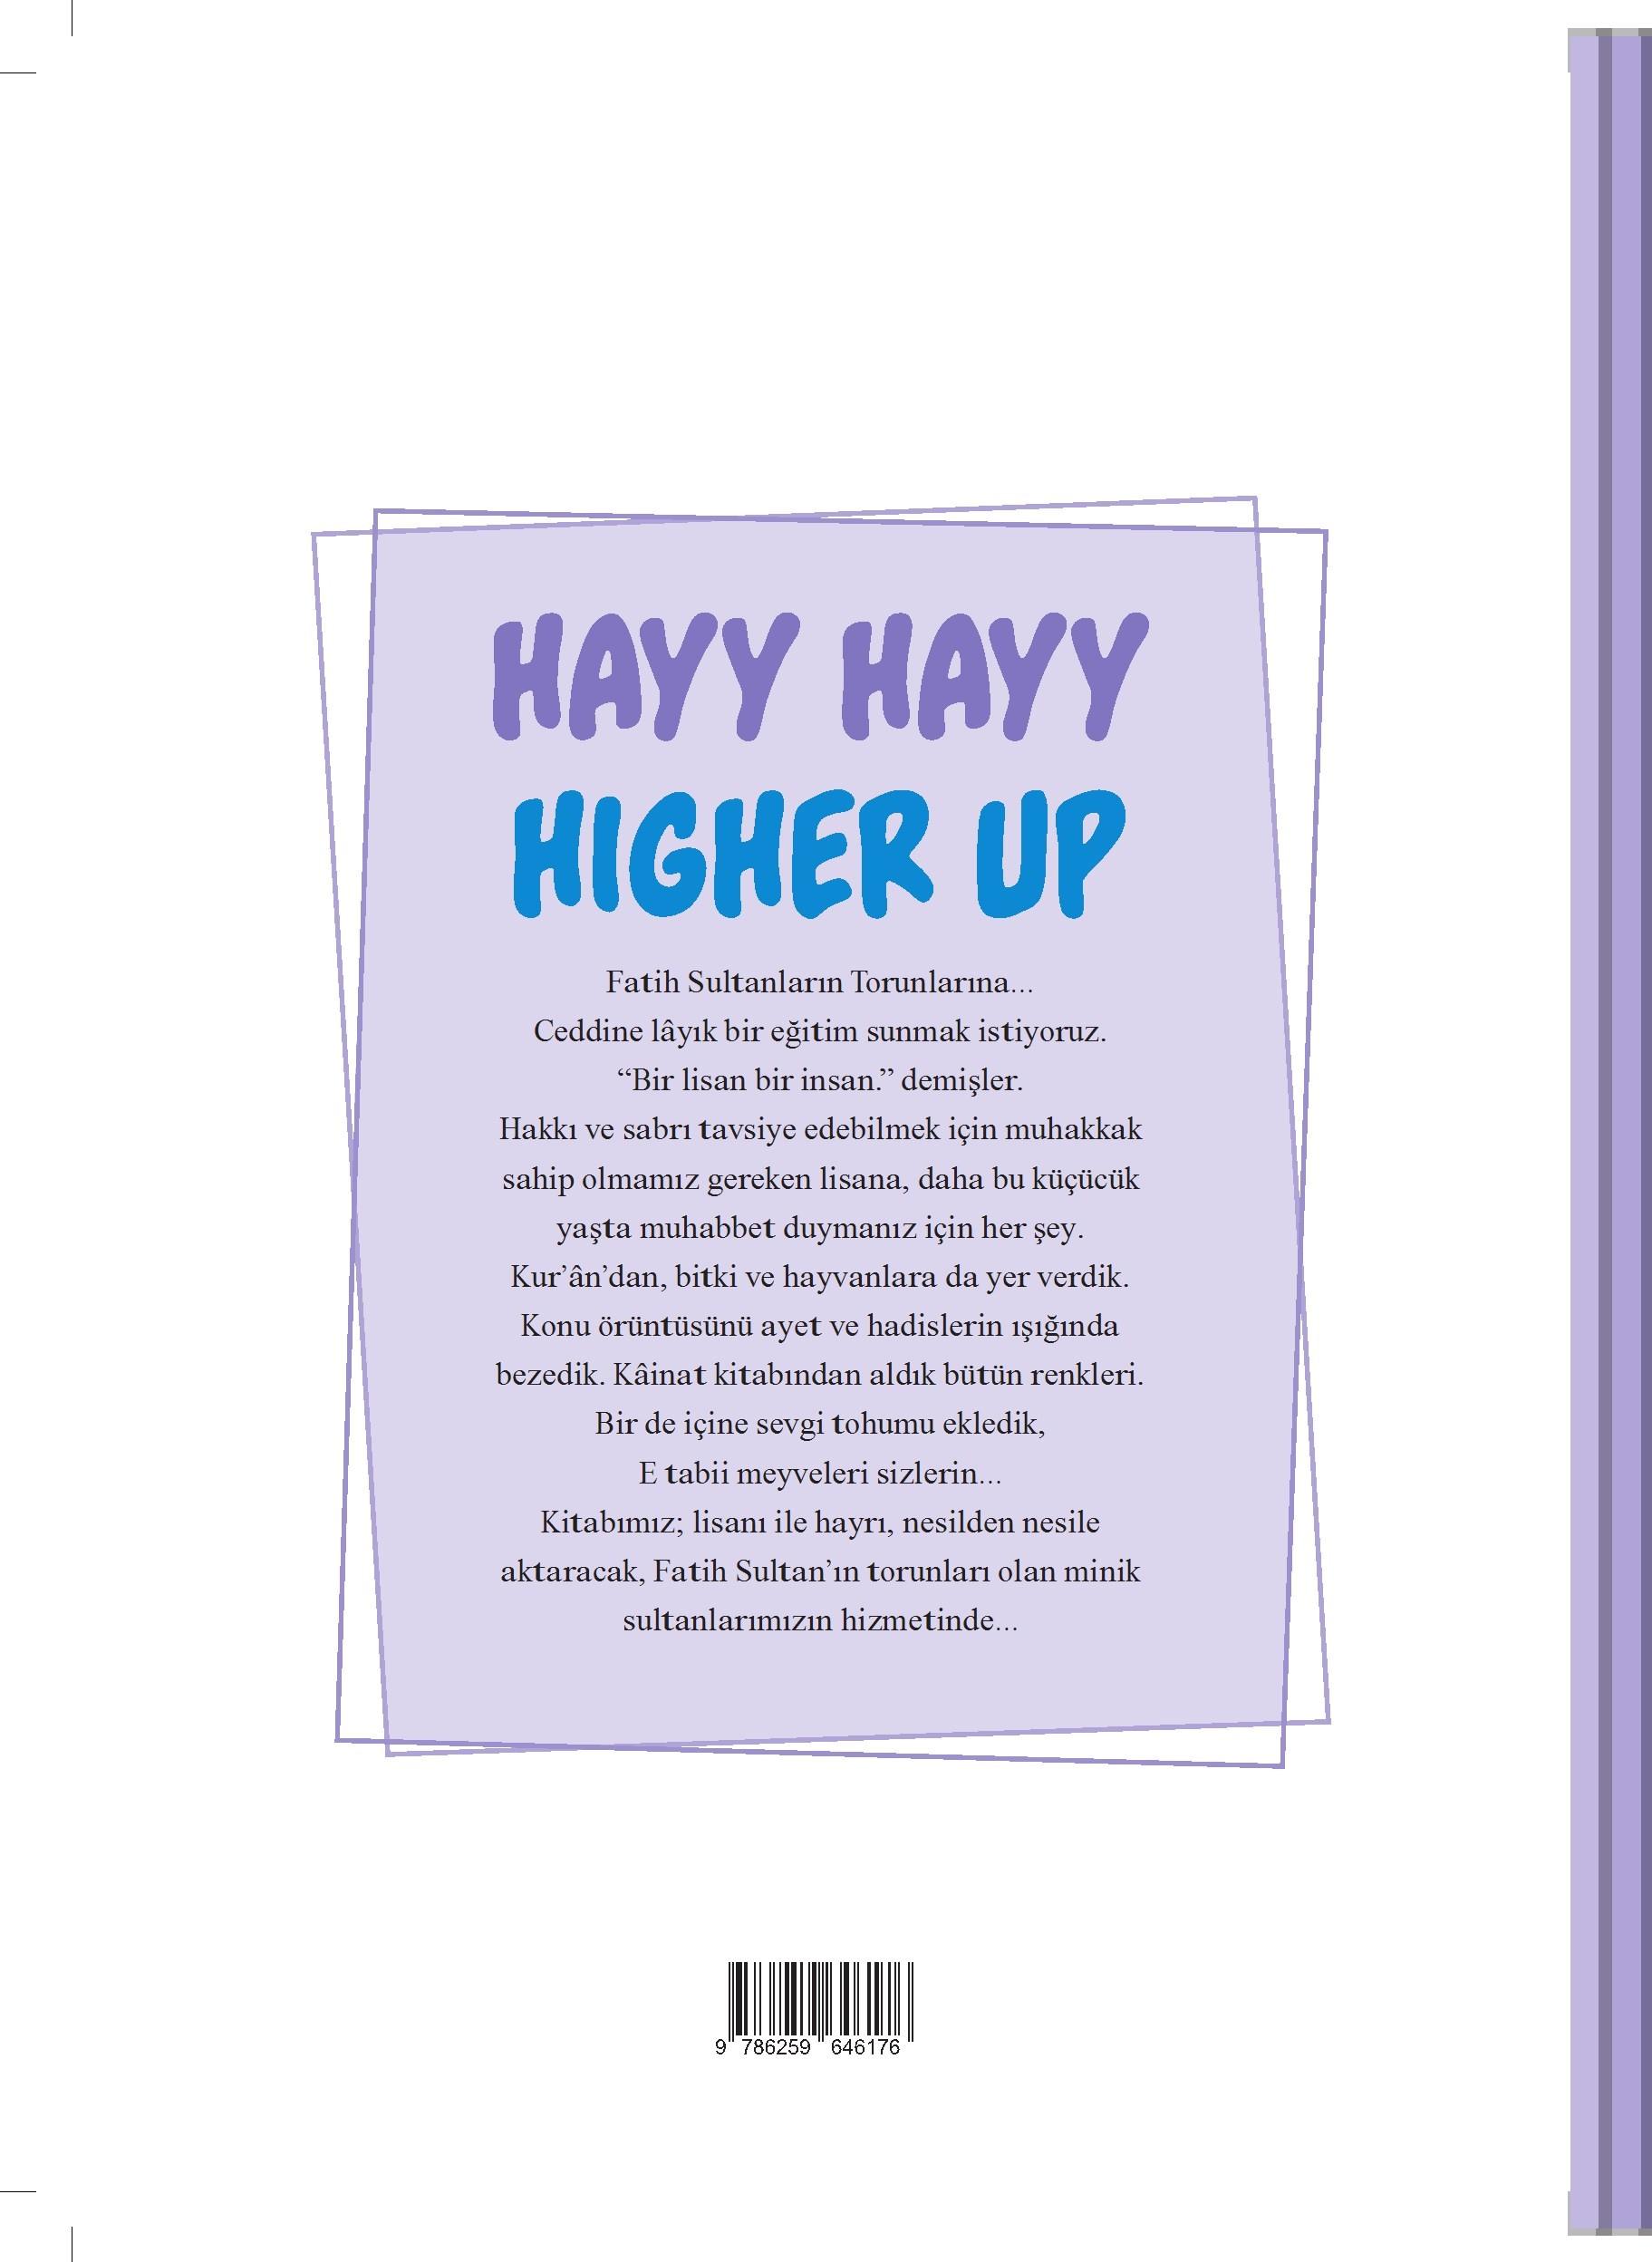 HAYY HAYY
HIGHER UP
Fatih Sultanların Torunlarına...
Ceddine lâyık bir eğitim sunmak istiyoruz.
“Bir lisan bir insan.” demişler.
Hakkı ve sabrı tavsiye edebilmek için muhakkak
sahip olmamız gereken lisana, daha bu küçücük
yaşta muhabbet duymanız için her şey.
Kur’ân’dan, bitki ve hayvanlara da yer verdik.
Konu örüntüsünü ayet ve hadislerin ışığında
bezedik. Kâinat kitabından aldık bütün renkleri.
Bir de içine sevgi tohumu ekledik,
E tabii meyveleri sizlerin...
Kitabımız; lisanı ile hayrı, nesilden nesile
aktaracak, Fatih Sultan’ın torunları olan minik
sultanlarımızın hizmetinde...
9 786259 646176